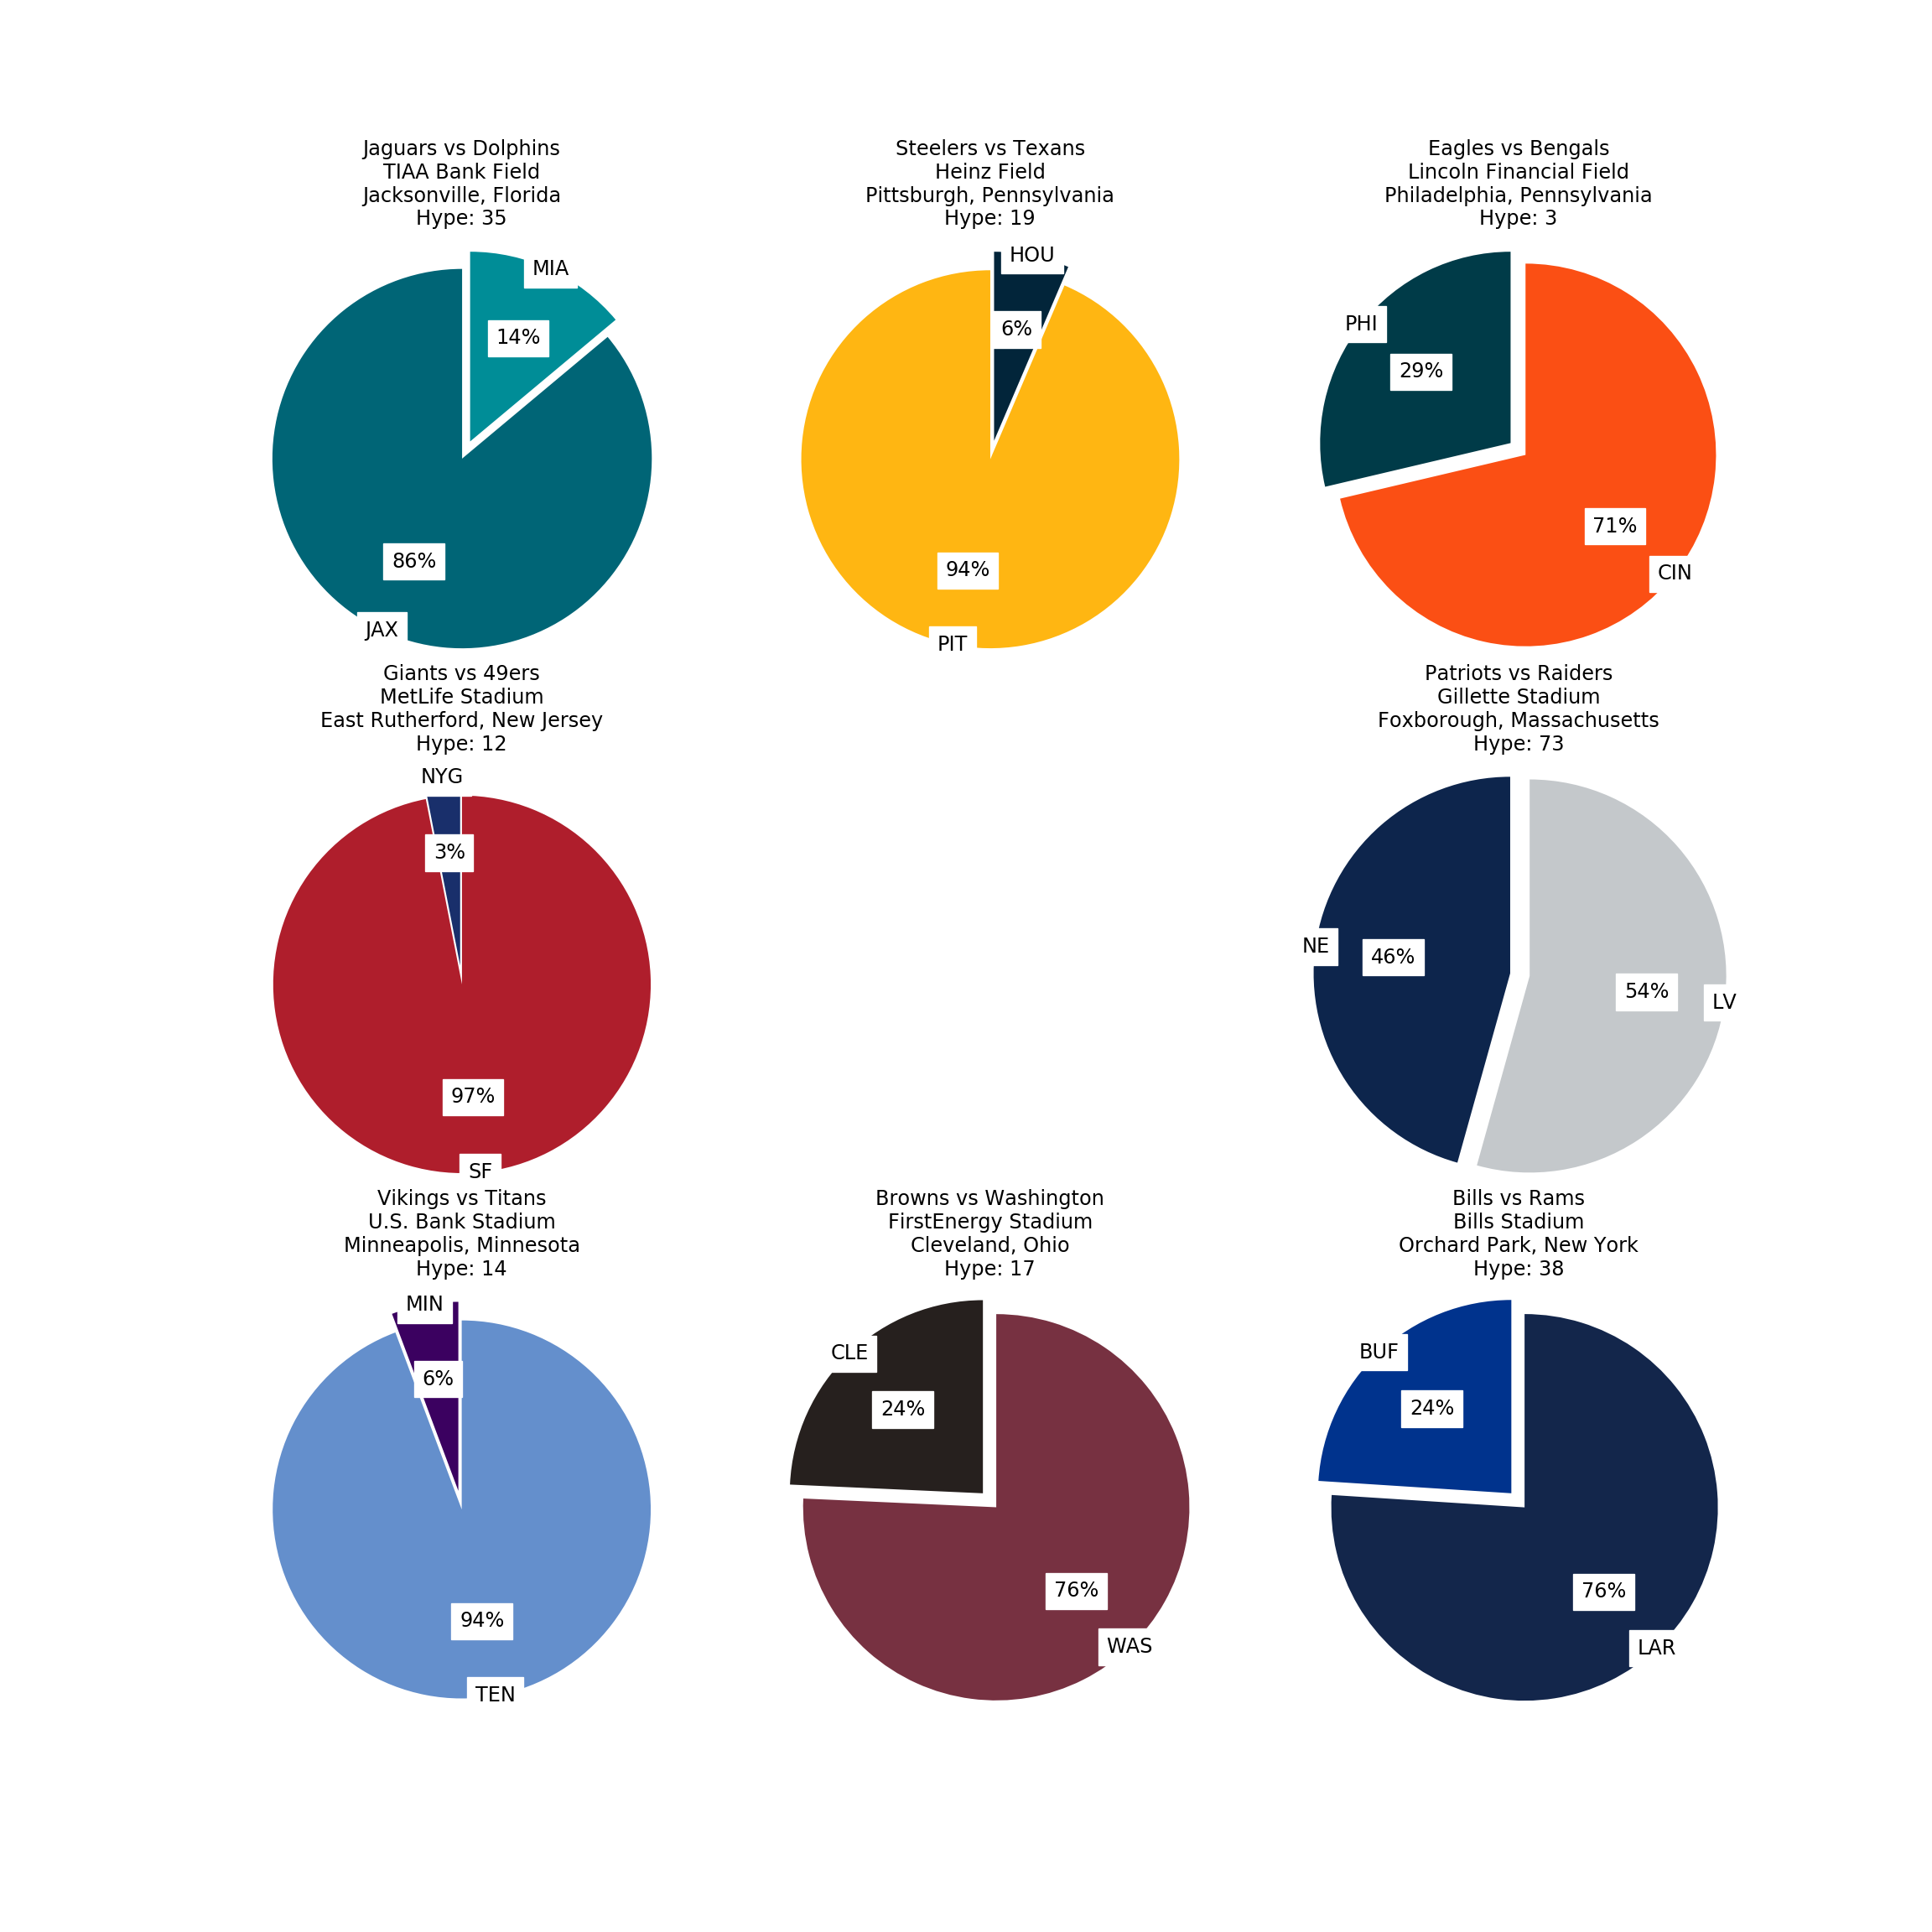 Jaguars vs Dolphins
TIAA Bank Field
Jacksonville, Florida
Hype: 35
MIA
14%
86%
JAX
Steelers vs Texans
Heinz Field
Pittsburgh, Pennsylvania
Hype: 19
HOU
6%
94%
PIT
Eagles vs Bengals
Lincoln Financial Field
Philadelphia, Pennsylvania
Hype: 3
PHI
29%
71%
CIN
Giants vs 49ers
MetLife Stadium
East Rutherford, New Jersey
Hype: 12
NYG
3%
97%
SF
Patriots vs Raiders
Gillette Stadium
Foxborough, Massachusetts
Hype: 73
NE
46%
54%
LV
Vikings vs Titans
U.S. Bank Stadium
Minneapolis, Minnesota
Hype: 14
MIN
6%
94%
TEN
Browns vs Washington
FirstEnergy Stadium
Cleveland, Ohio
Hype: 17
CLE
24%
76%
WAS
Bills vs Rams
Bills Stadium
Orchard Park, New York
Hype: 38
BUF
24%
76%
LAR